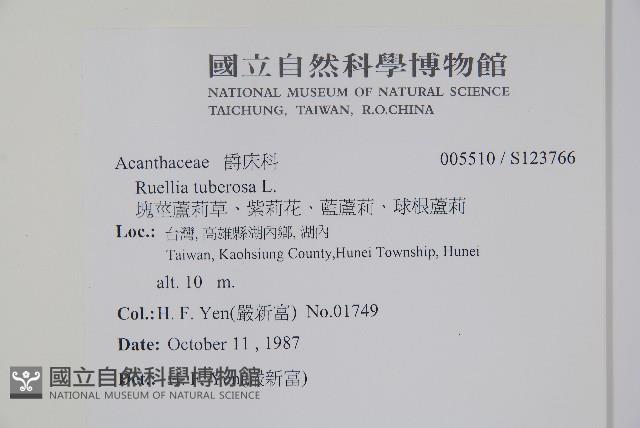 國立自然科學博物館
NATIONAL MUSEUM OF NATURAL SCIENCE
TAICHUNG, TAIWAN, R.O.CHINA
Acanthaceae 爵床科 005510 / S123766
Ruellia tuberosa L.
塊莖蘆莉草、紫莉花、藍蘆莉、球根蘆莉
Loc.: 台灣, 高雄縣湖內鄉, 湖內
Taiwan, Kaohsiung County,Hunei Township, Hunei
alt. 10 m.
Col.:H. F. Yen(嚴新富) No.01749
Date: October 11 , 1987
嚴新富)
國立自然科學博物館
NATIONAL MUSEUM OF NATURAL SCIENCE